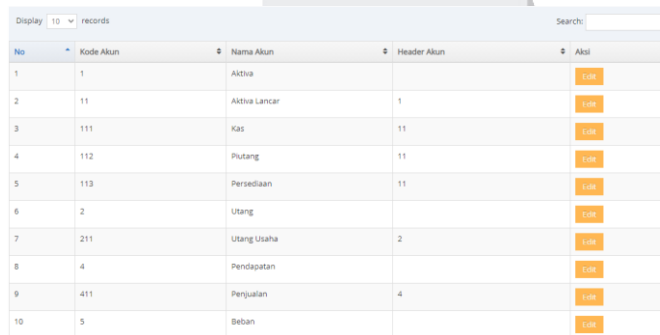 Display 10 records Search:
No Kode Akun Nama Akun Header Akun Aksi
1 1 Aktiva Edit
2 11 Aktiva Lancar 1 Edit
3 111 Kas 11 Edit
4 112 Piutang 11 Edit
5 113 Persediaan 11 Edit
6 2 Utang Edit
7 211 Utang Usaha 2 Edit
8 4 Pendapatan Edit
9 411 Penjualan 4 Edit
10 5 Beban Edit